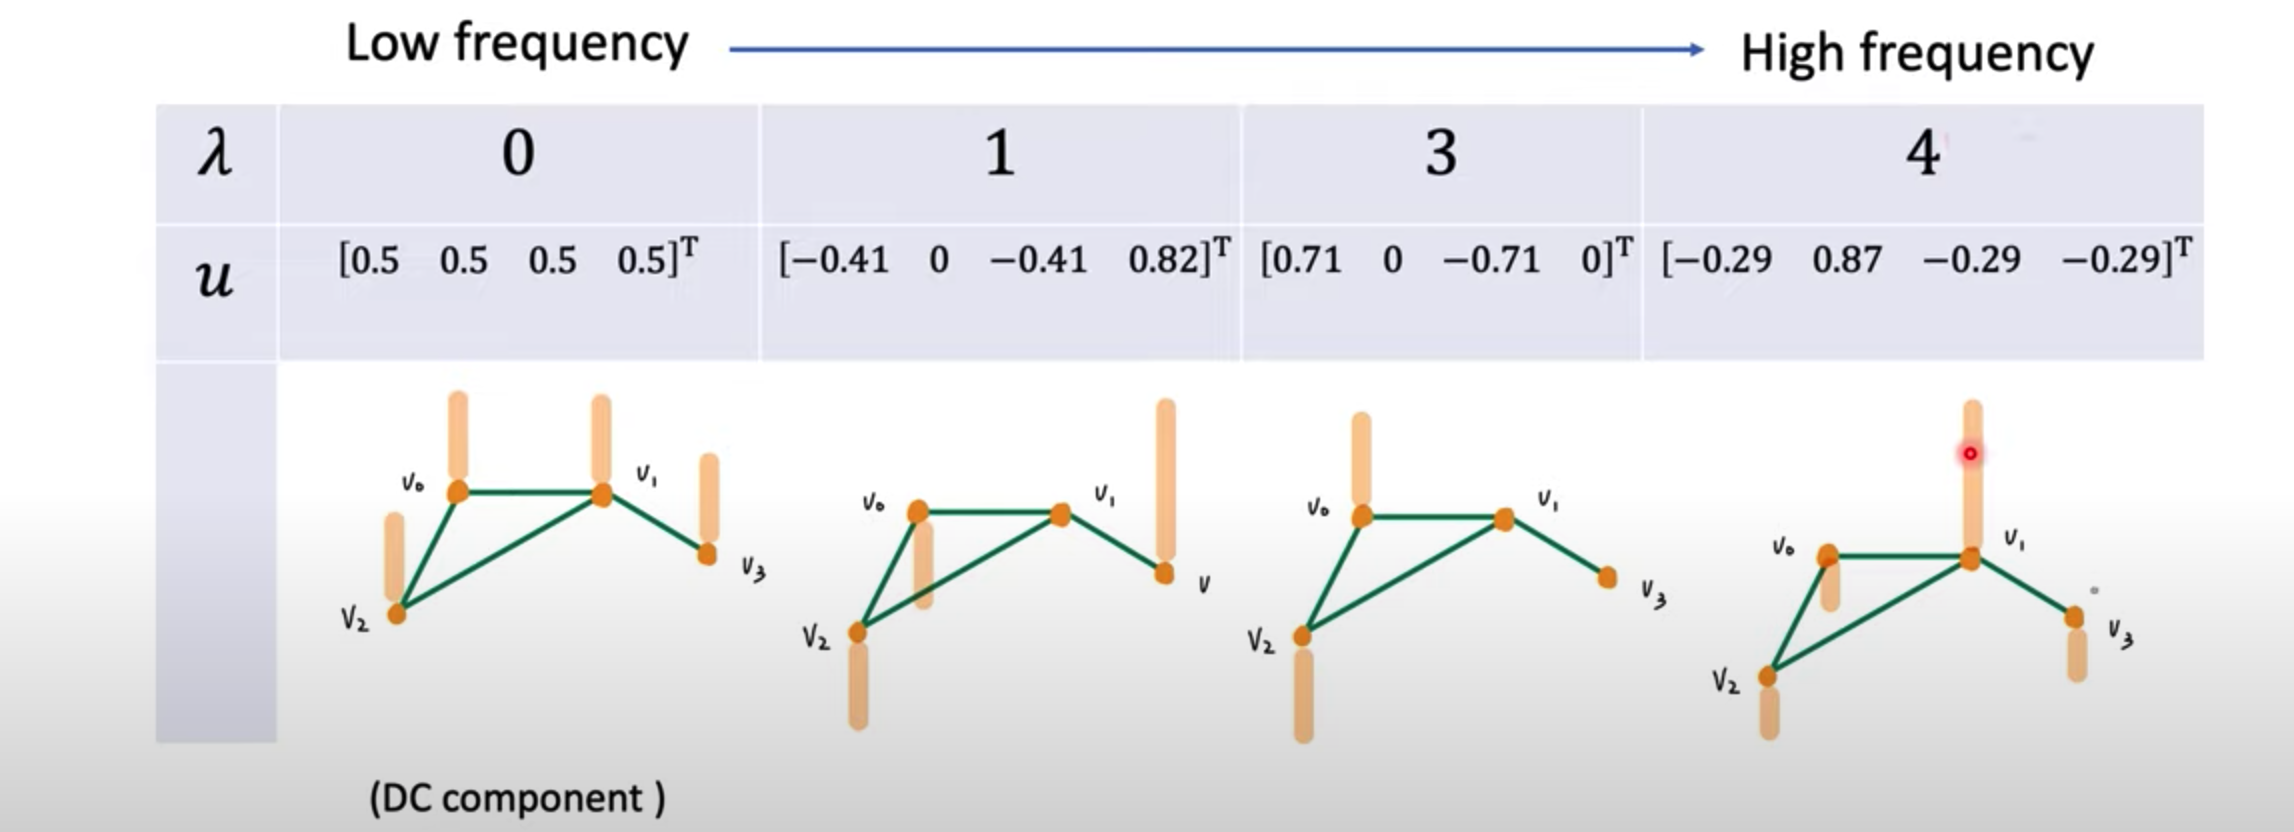 Low frequency High frequency
λ 0 1 3 4
u [0.5 0.5 0.5 0.5]ᵀ [−0.41 0 −0.41 0.82]ᵀ [0.71 0 −0.71 0]ᵀ [−0.29 0.87 −0.29 −0.29]ᵀ
v₀ v₁ v₂ v₃
v₀ v₁ v₂ v
v₀ v₁ v₂ v₃
v₀ v₁ v₂ v₃
(DC component )